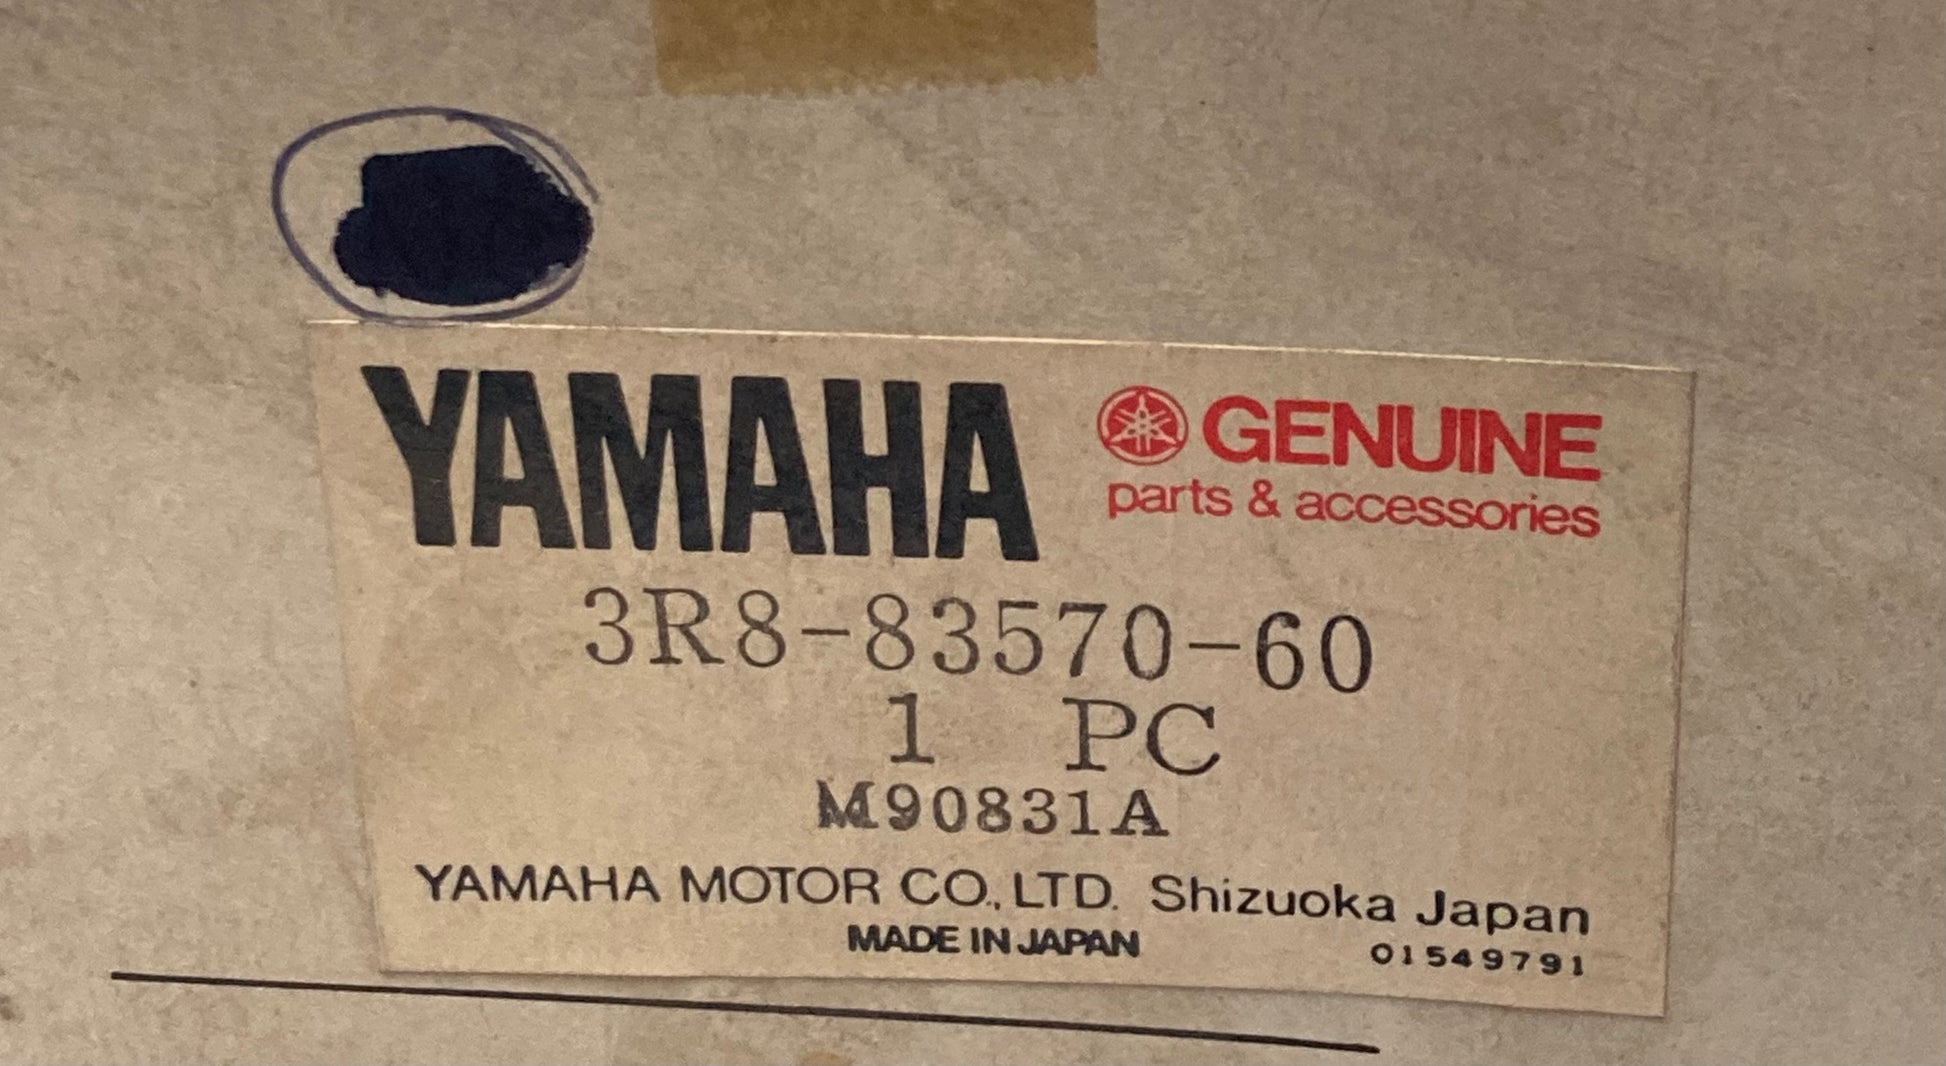 YAMAHA GENUINE
parts & accessories
3R8-83570-60
1 PC
M90831A
YAMAHA MOTOR CO., LTD. Shizuoka Japan
MADE IN JAPAN
01549791